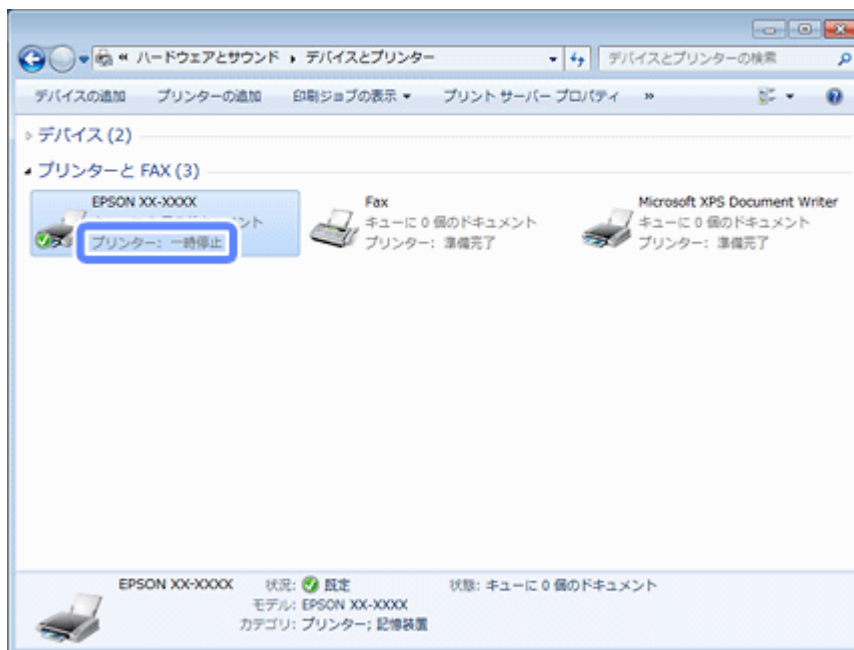 « ハードウェアとサウンド ▸ デバイスとプリンター
デバイスとプリンターの検索
デバイスの追加 プリンターの追加 印刷ジョブの表示 ▼ プリント サーバー プロパティ »
デバイス (2)
プリンターと FAX (3)
EPSON XX-XXXX
プリンター: 一時停止
Fax
キューに 0 個のドキュメント
プリンター: 準備完了
Microsoft XPS Document Writer
キューに 0 個のドキュメント
プリンター: 準備完了
EPSON XX-XXXX 状況: 既定 状態: キューに 0 個のドキュメント
モデル: EPSON XX-XXXX
カテゴリ: プリンター; 記憶装置